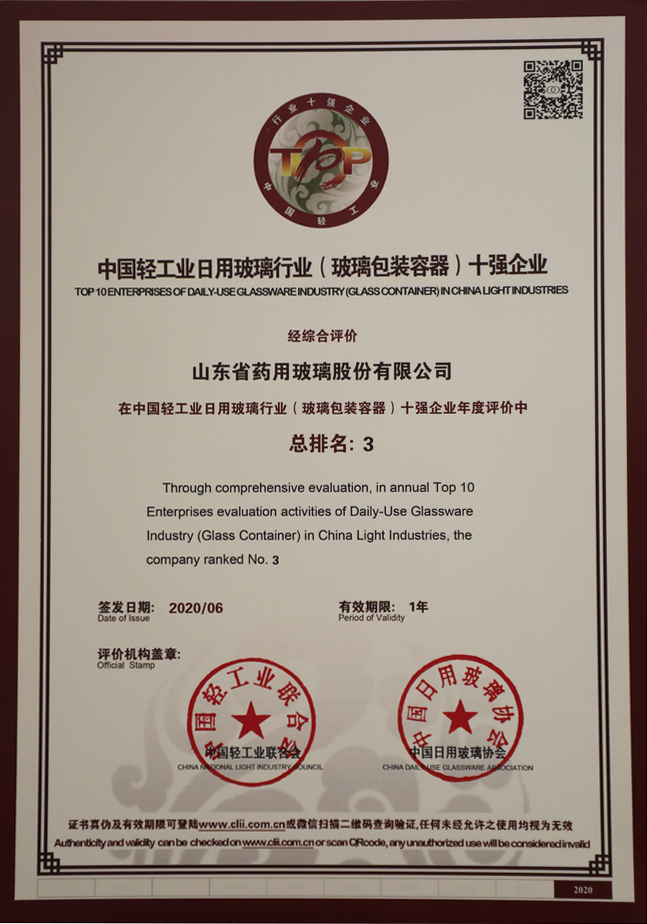 行业十强企业
TOP
中国轻工
中国轻工业日用玻璃行业（玻璃包装容器）十强企业
TOP 10 ENTERPRISES OF DAILY-USE GLASSWARE INDUSTRY (GLASS CONTAINER) IN CHINA LIGHT INDUSTRIES
经综合评价
山东省药用玻璃股份有限公司
在中国轻工业日用玻璃行业（玻璃包装容器）十强企业年度评价中
总排名: 3
Through comprehensive evaluation, in annual Top 10
Enterprises evaluation activities of Daily-Use Glassware
Industry (Glass Container) in China Light Industries, the
company ranked No. 3
签发日期: 2020/06 有效期限: 1年
Date of Issue Period of Validity
评价机构盖章:
Official Stamp
中国轻工业联合会 中国日用玻璃协会
中国轻工业联合会 中国日用玻璃协会
CHINA NATIONAL LIGHT INDUSTRY COUNCIL CHINA DAILY-USE GLASSWARE ASSOCIATION
证书真伪及有效期限可登陆www.clii.com.cn或微信扫描二维码查询验证,任何未经允许之使用均视为无效
Authenticity and validity can be checked on www.clii.com.cn or scan QRcode, any unauthorized use will be considered invalid
2020